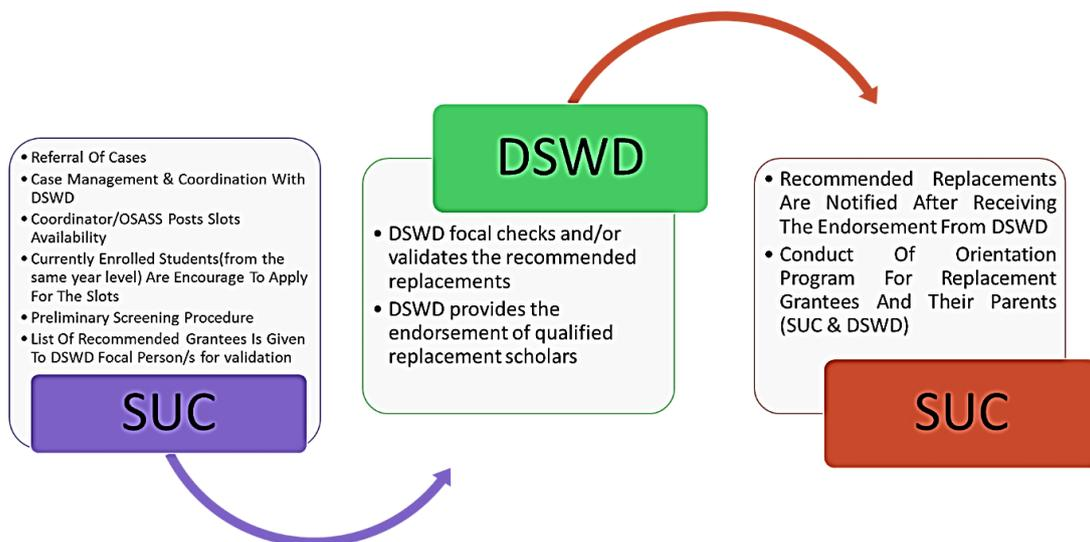 • Referral Of Cases
• Case Management & Coordination With
DSWD
• Coordinator/OSASS Posts Slots
Availability
• Currently Enrolled Students(from the
same year level) Are Encourage To Apply
For The Slots
• Preliminary Screening Procedure
• List Of Recommended Grantees Is Given
To DSWD Focal Person/s for validation
SUC
DSWD
• DSWD focal checks and/or
validates the recommended
replacements
• DSWD provides the
endorsement of qualified
replacement scholars
• Recommended Replacements
Are Notified After Receiving
The Endorsement From DSWD
• Conduct Of Orientation
Program For Replacement
Grantees And Their Parents
(SUC & DSWD)
SUC